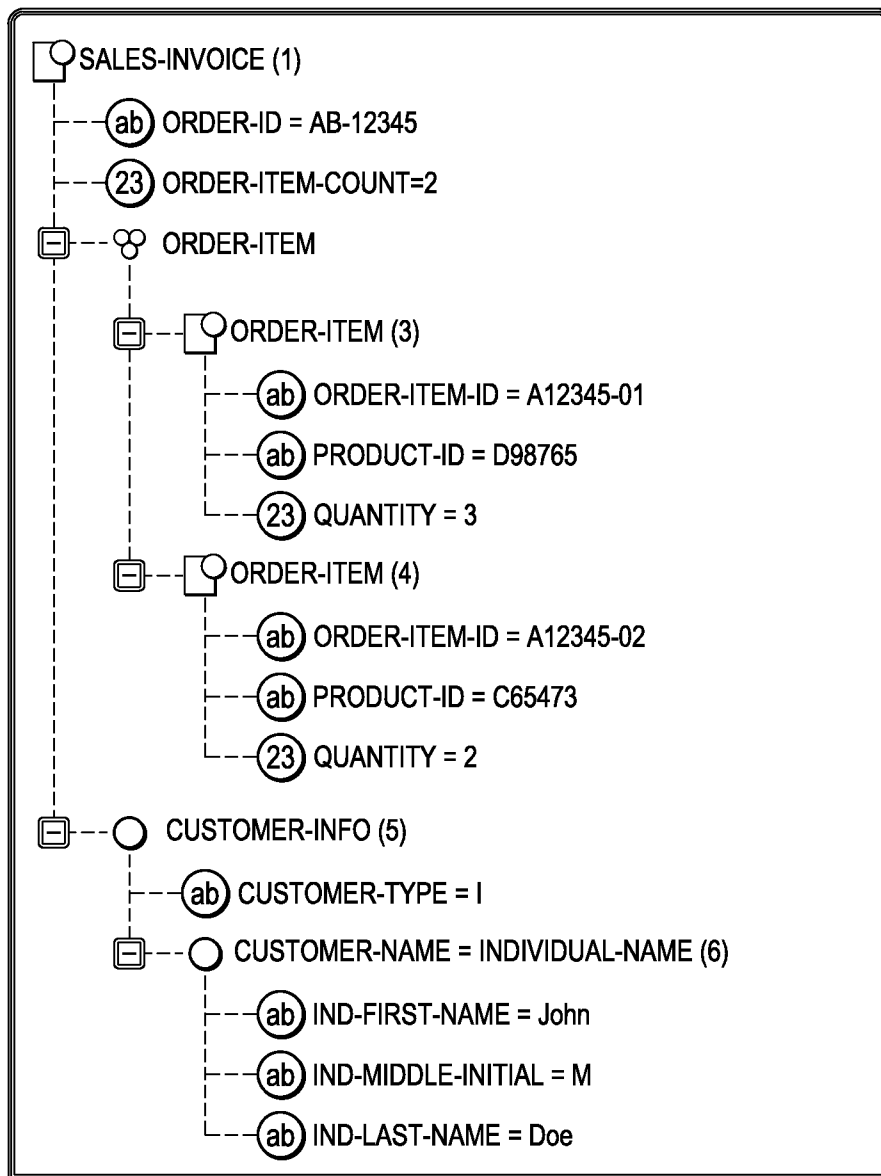 SALES-INVOICE (1)
ab ORDER-ID = AB-12345
23 ORDER-ITEM-COUNT=2
ORDER-ITEM
ORDER-ITEM (3)
ab ORDER-ITEM-ID = A12345-01
ab PRODUCT-ID = D98765
23 QUANTITY = 3
ORDER-ITEM (4)
ab ORDER-ITEM-ID = A12345-02
ab PRODUCT-ID = C65473
23 QUANTITY = 2
CUSTOMER-INFO (5)
ab CUSTOMER-TYPE = I
CUSTOMER-NAME = INDIVIDUAL-NAME (6)
ab IND-FIRST-NAME = John
ab IND-MIDDLE-INITIAL = M
ab IND-LAST-NAME = Doe